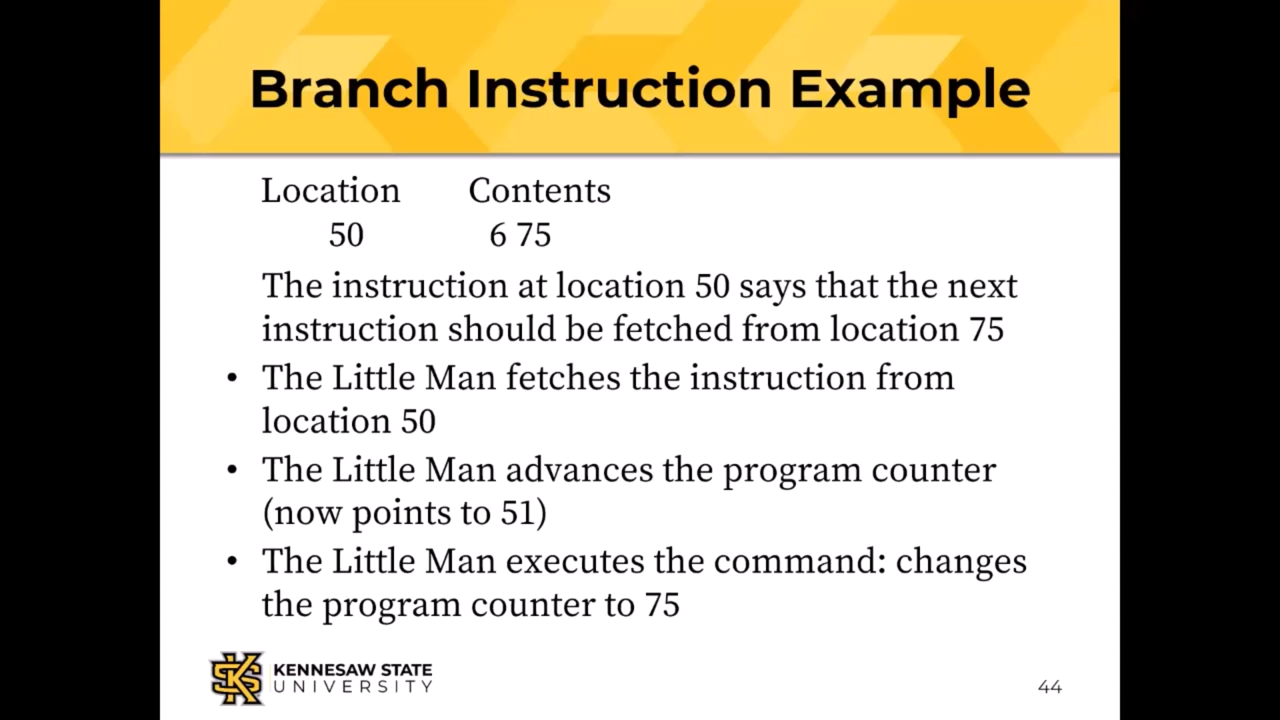 Branch Instruction Example
Location Contents
50 6 75
The instruction at location 50 says that the next
instruction should be fetched from location 75
• The Little Man fetches the instruction from
location 50
• The Little Man advances the program counter
(now points to 51)
• The Little Man executes the command: changes
the program counter to 75
KENNESAW STATE
UNIVERSITY
44